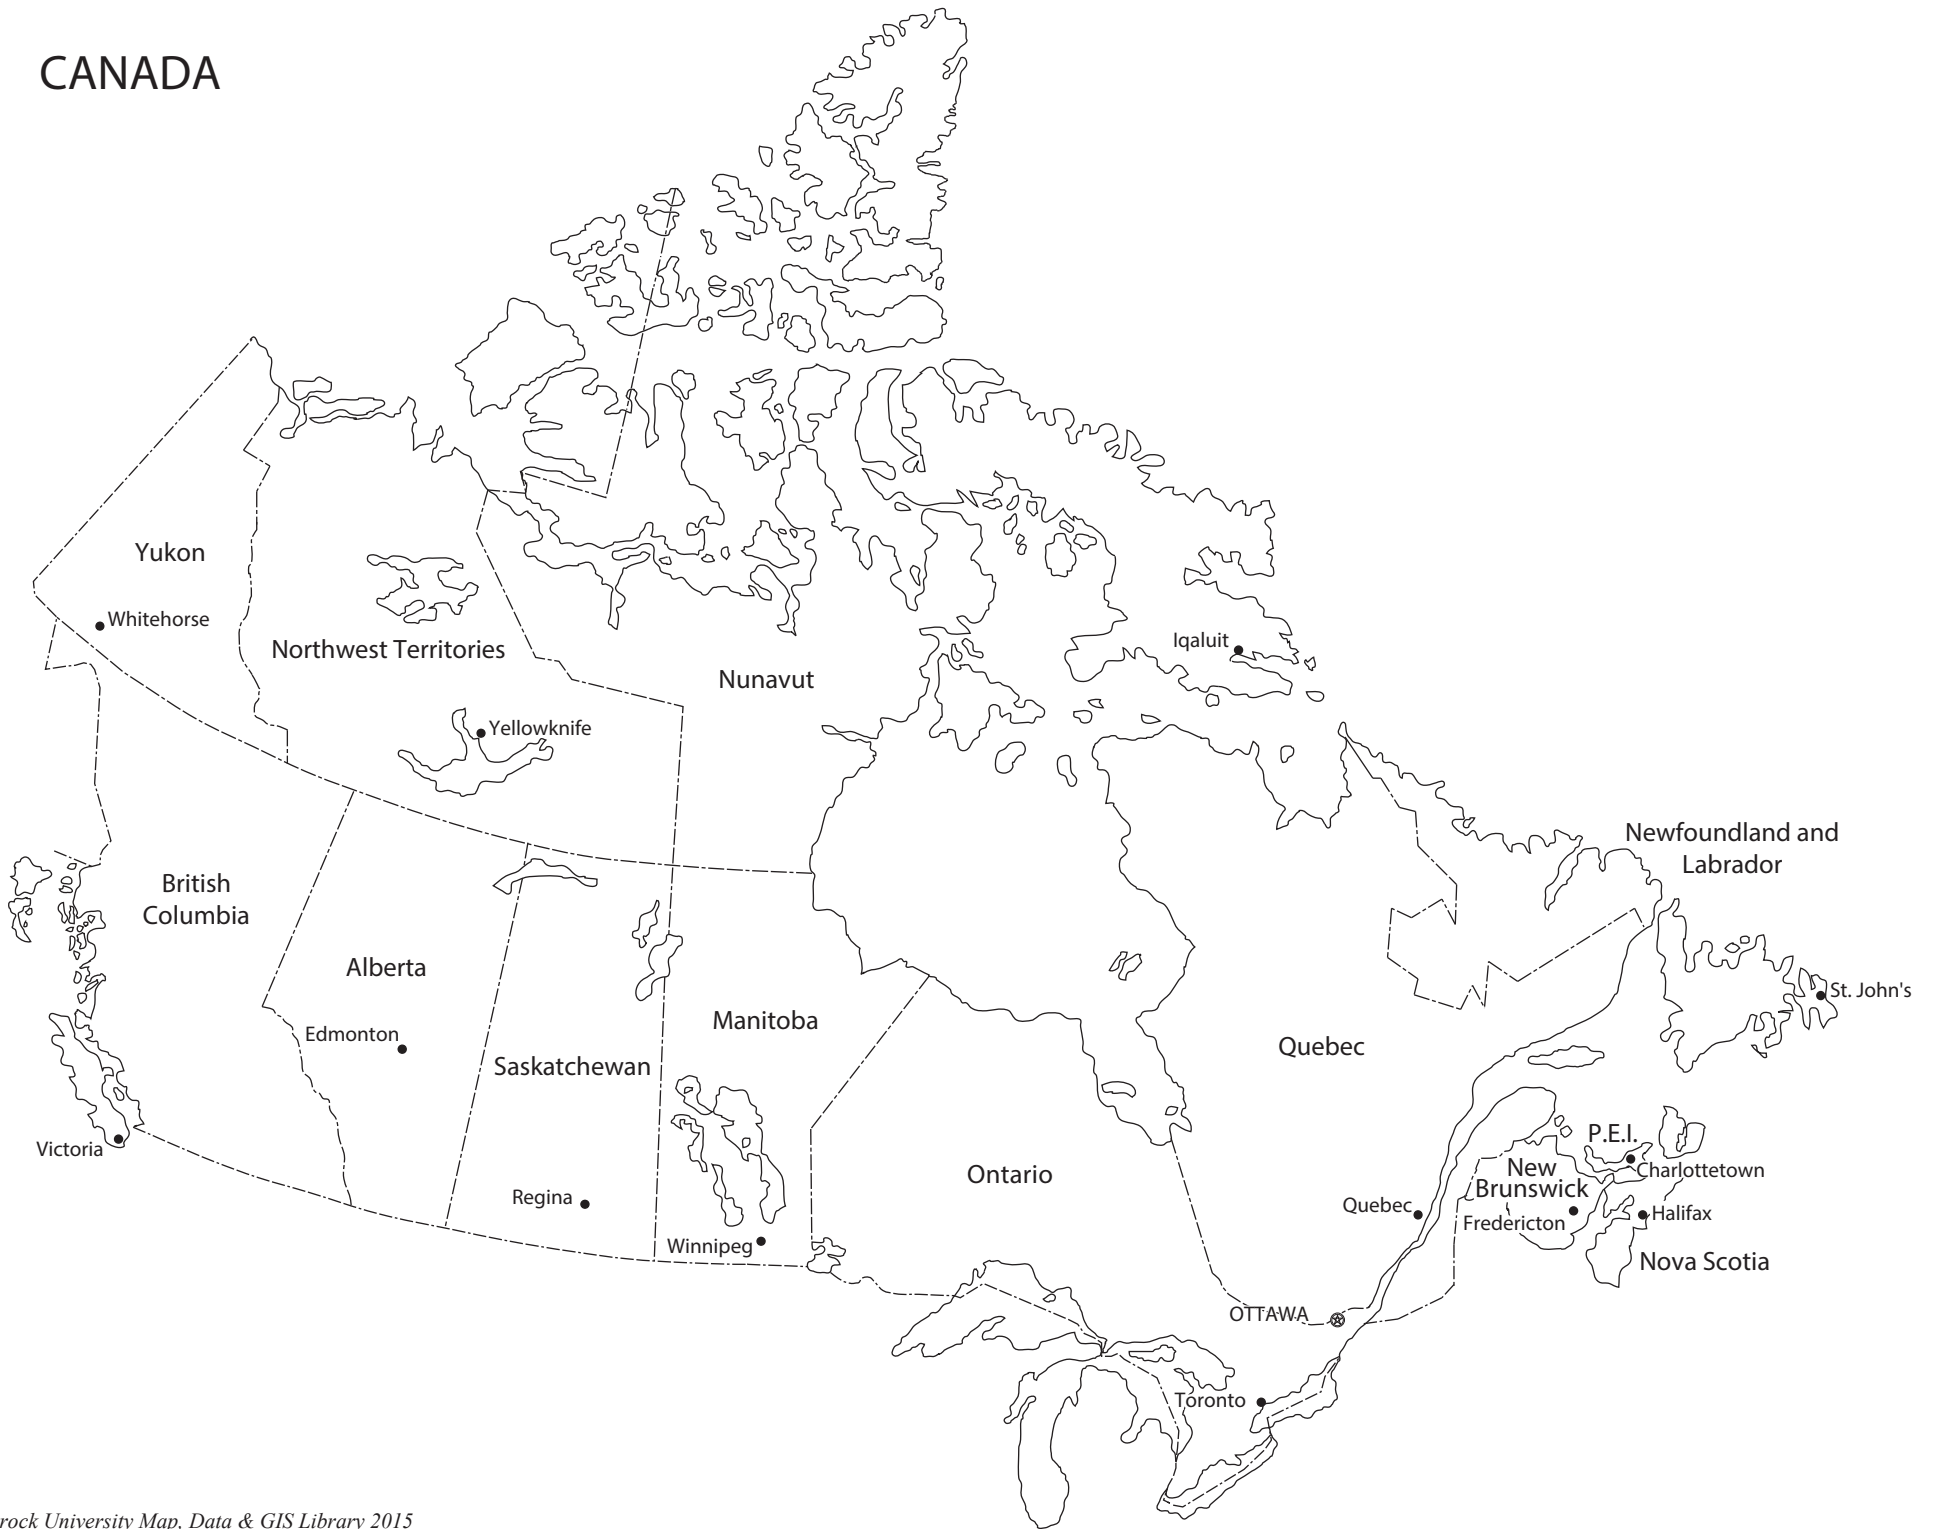 CANADA
Yukon
Whitehorse
Northwest Territories
Yellowknife
Nunavut
Iqaluit
British
Columbia
Alberta
Edmonton
Saskatchewan
Manitoba
Victoria
Regina
Winnipeg
Ontario
Quebec
Newfoundland and
Labrador
St. John's
P.E.I.
Charlottetown
New
Brunswick
Fredericton
Quebec
Halifax
Nova Scotia
OTTAWA
Toronto
rock University Map, Data & GIS Library 2015